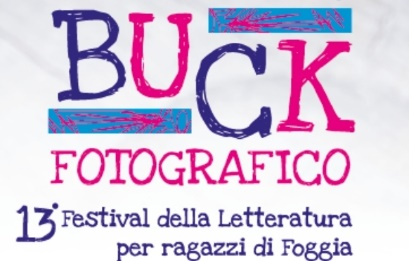 BUCK
FOTOGRAFICO
13° Festival della Letteratura
per ragazzi di Foggia